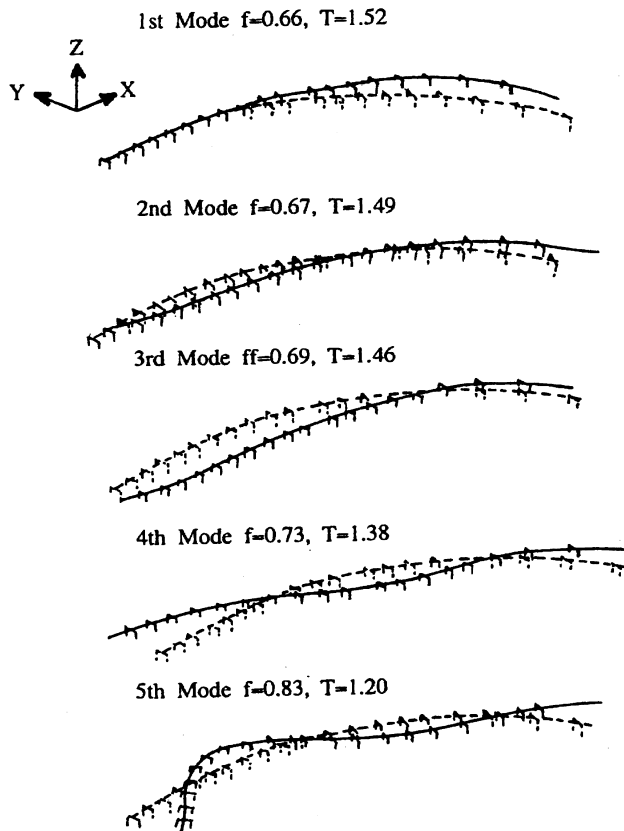 1st Mode f=0.66, T=1.52
Z
Y
X
2nd Mode f=0.67, T=1.49
3rd Mode ff=0.69, T=1.46
4th Mode f=0.73, T=1.38
5th Mode f=0.83, T=1.20